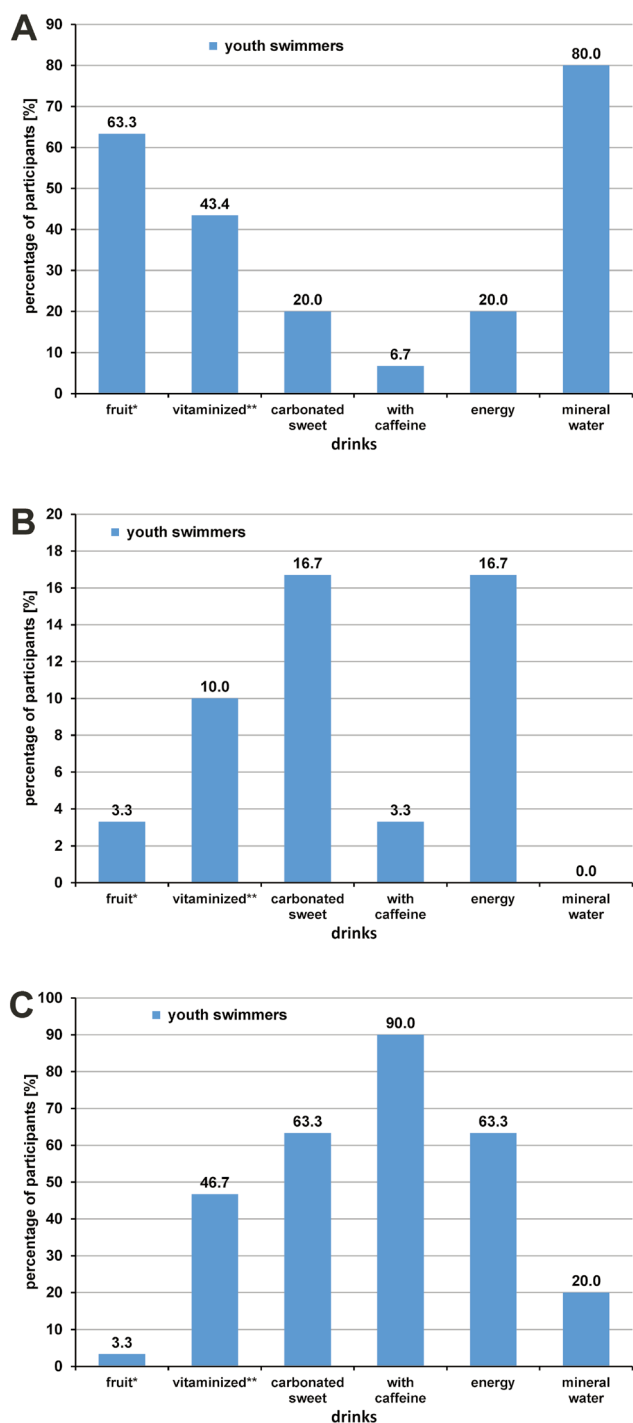 A
youth swimmers
percentage of participants [%]
90
80
70
60
50
40
30
20
10
0
63.3
43.4
20.0
6.7
20.0
80.0
fruit*
vitaminized**
carbonated
sweet
with
caffeine
energy
mineral
water
drinks
B
youth swimmers
percentage of participants [%]
20
18
16
14
12
10
8
6
4
2
0
3.3
10.0
16.7
3.3
16.7
0.0
fruit*
vitaminized**
carbonated
sweet
with
caffeine
energy
mineral
water
drinks
C
youth swimmers
percentage of participants [%]
100
90
80
70
60
50
40
30
20
10
0
3.3
46.7
63.3
90.0
63.3
20.0
fruit*
vitaminized**
carbonated
sweet
with
caffeine
energy
mineral
water
drinks